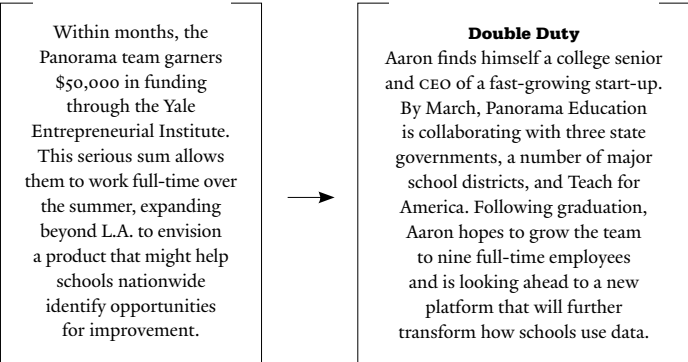 Within months, the
Panorama team garners
$50,000 in funding
through the Yale
Entrepreneurial Institute.
This serious sum allows
them to work full-time over
the summer, expanding
beyond L.A. to envision
a product that might help
schools nationwide
identify opportunities
for improvement.
Double Duty
Aaron finds himself a college senior
and CEO of a fast-growing start-up.
By March, Panorama Education
is collaborating with three state
governments, a number of major
school districts, and Teach for
America. Following graduation,
Aaron hopes to grow the team
to nine full-time employees
and is looking ahead to a new
platform that will further
transform how schools use data.